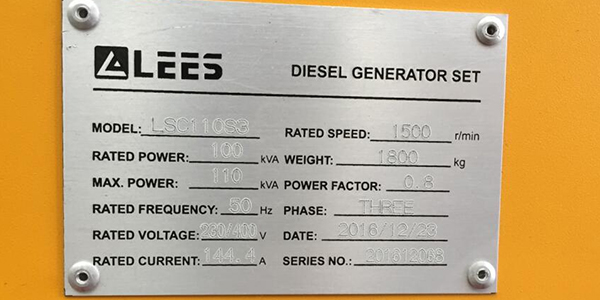 LEES DIESEL GENERATOR SET
MODEL: LSC110S3 RATED SPEED: 1500 r/min
RATED POWER: 100 kVA WEIGHT: 1800 kg
MAX. POWER: 110 kVA POWER FACTOR: 0.8
RATED FREQUENCY: 50 Hz PHASE: THREE
RATED VOLTAGE: 230/400 V DATE: 2016/12/23
RATED CURRENT: 144.4 A SERIES NO.: